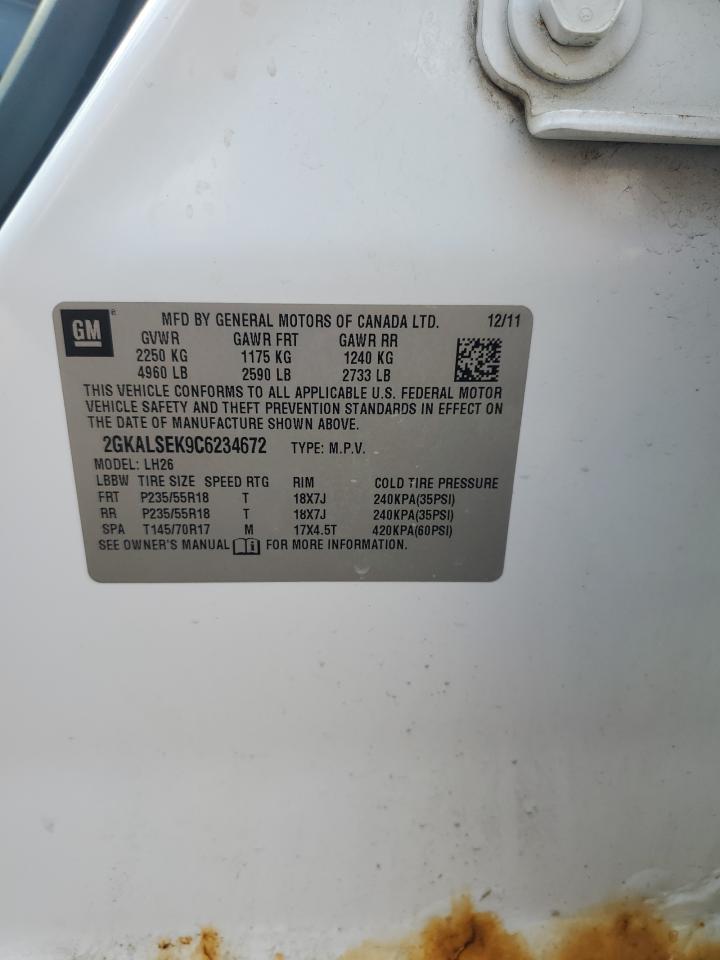 GM
MFD BY GENERAL MOTORS OF CANADA LTD. 12/11
GVWR GAWR FRT GAWR RR
2250 KG 1175 KG 1240 KG
4960 LB 2590 LB 2733 LB
THIS VEHICLE CONFORMS TO ALL APPLICABLE U.S. FEDERAL MOTOR
VEHICLE SAFETY AND THEFT PREVENTION STANDARDS IN EFFECT ON
THE DATE OF MANUFACTURE SHOWN ABOVE.
2GKALSEK9C6234672 TYPE: M.P.V.
MODEL: LH26
LBBW TIRE SIZE SPEED RTG RIM COLD TIRE PRESSURE
FRT P235/55R18 T 18X7J 240KPA(35PSI)
RR P235/55R18 T 18X7J 240KPA(35PSI)
SPA T145/70R17 M 17X4.5T 420KPA(60PSI)
SEE OWNER'S MANUAL i FOR MORE INFORMATION.